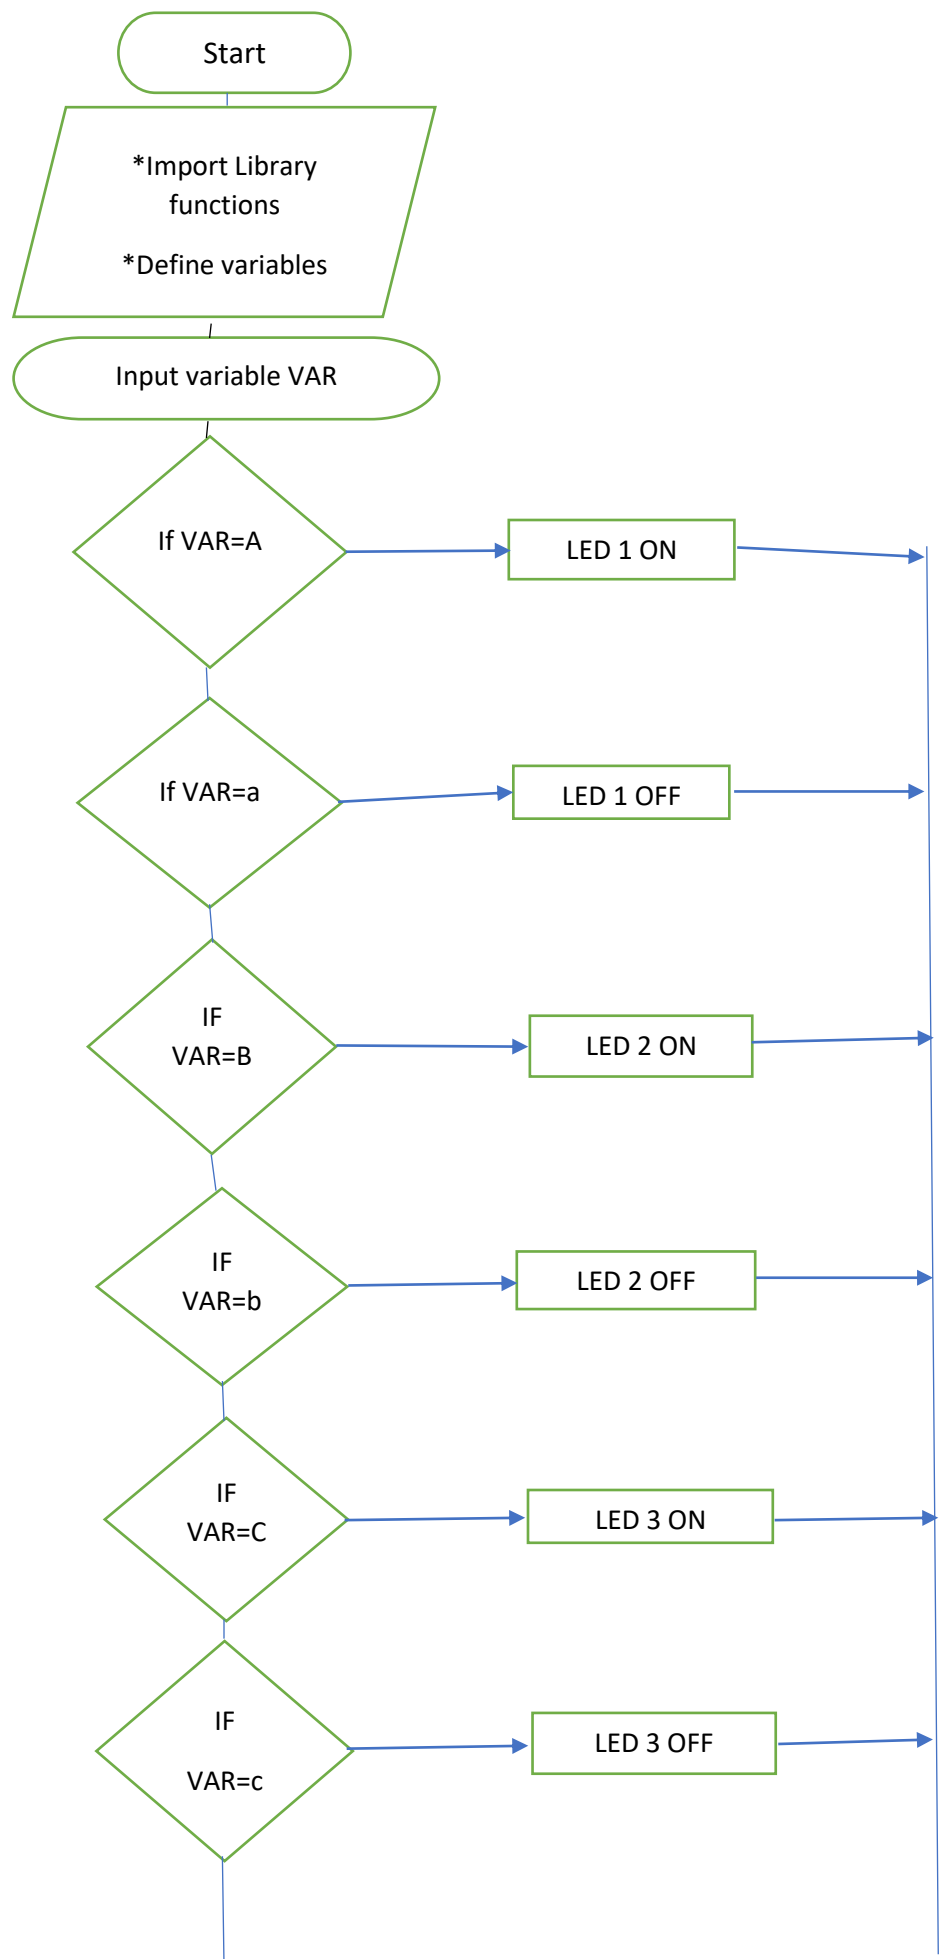 Start
*Import Library
functions
*Define variables
Input variable VAR
If VAR=A
LED 1 ON
If VAR=a
LED 1 OFF
IF
VAR=B
LED 2 ON
IF
VAR=b
LED 2 OFF
IF
VAR=C
LED 3 ON
IF
VAR=c
LED 3 OFF